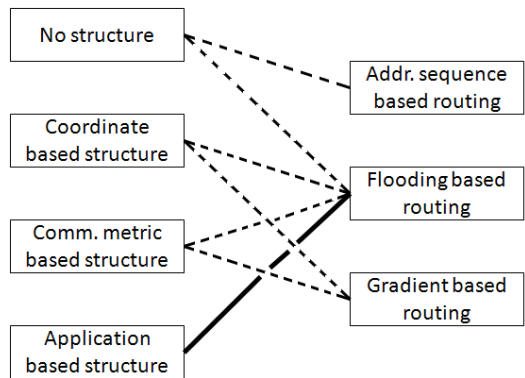 No structure
Coordinate
based structure
Comm. metric
based structure
Application
based structure
Addr. sequence
based routing
Flooding based
routing
Gradient based
routing